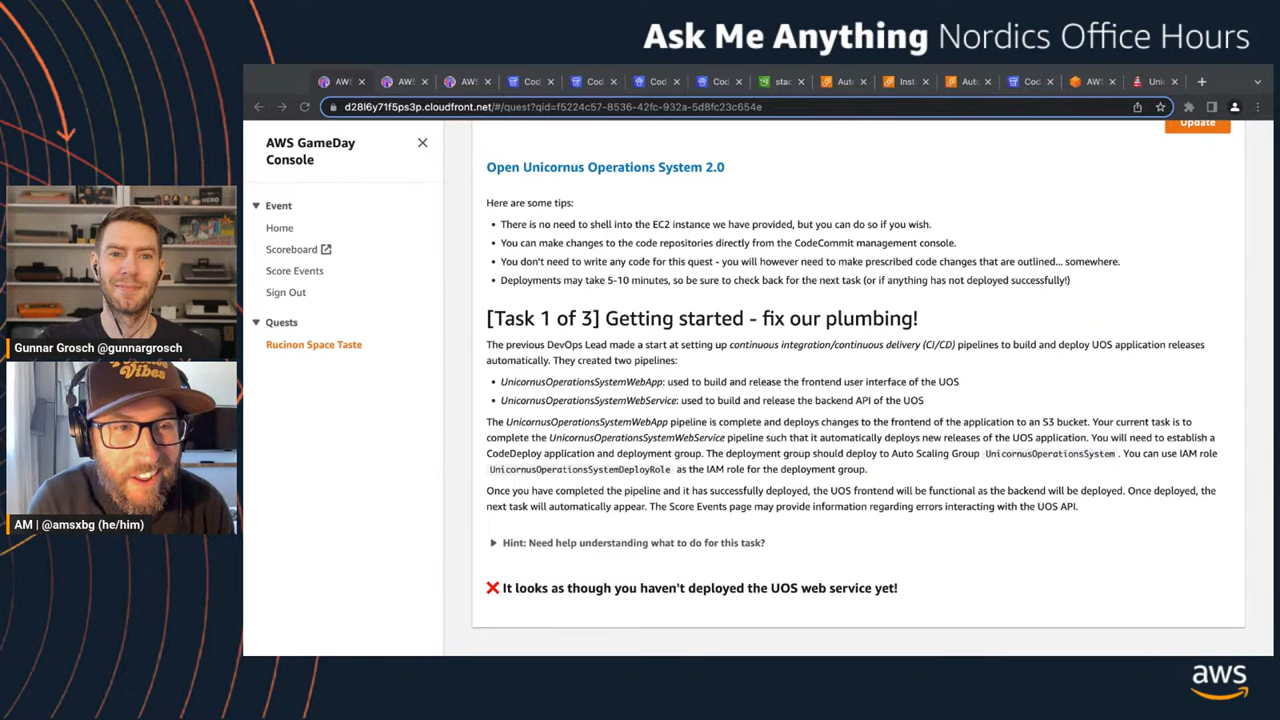 Ask Me Anything Nordics Office Hours
AWS
AWS
AWS
Cod
Cod
Cod
Cod
stac
Auto
Inst
Auto
Cod
AWS
Unic
d28l6y71f5ps3p.cloudfront.net/#/quest?qid=f5224c57-8536-42fc-932a-5d8fc23c654e
AWS GameDay
Console
Event
Home
Scoreboard
Score Events
Sign Out
Quests
Rucinon Space Taste
Update
Open Unicornus Operations System 2.0
Here are some tips:
• There is no need to shell into the EC2 instance we have provided, but you can do so if you wish.
• You can make changes to the code repositories directly from the CodeCommit management console.
• You don't need to write any code for this quest - you will however need to make prescribed code changes that are outlined... somewhere.
• Deployments may take 5-10 minutes, so be sure to check back for the next task (or if anything has not deployed successfully!)
[Task 1 of 3] Getting started - fix our plumbing!
The previous DevOps Lead made a start at setting up continuous integration/continuous delivery (CI/CD) pipelines to build and deploy UOS application releases
automatically. They created two pipelines:
• UnicornusOperationsSystemWebApp: used to build and release the frontend user interface of the UOS
• UnicornusOperationsSystemWebService: used to build and release the backend API of the UOS
The UnicornusOperationsSystemWebApp pipeline is complete and deploys changes to the frontend of the application to an S3 bucket. Your current task is to
complete the UnicornusOperationsSystemWebService pipeline such that it automatically deploys new releases of the UOS application. You will need to establish a
CodeDeploy application and deployment group. The deployment group should deploy to Auto Scaling Group UnicornusOperationsSystem . You can use IAM role
UnicornusOperationsSystemDeployRole as the IAM role for the deployment group.
Once you have completed the pipeline and it has successfully deployed, the UOS frontend will be functional as the backend will be deployed. Once deployed, the
next task will automatically appear. The Score Events page may provide information regarding errors interacting with the UOS API.
Hint: Need help understanding what to do for this task?
It looks as though you haven't deployed the UOS web service yet!
Gunnar Grosch @gunnargrosch
AM | @amsxbg (he/him)
aws